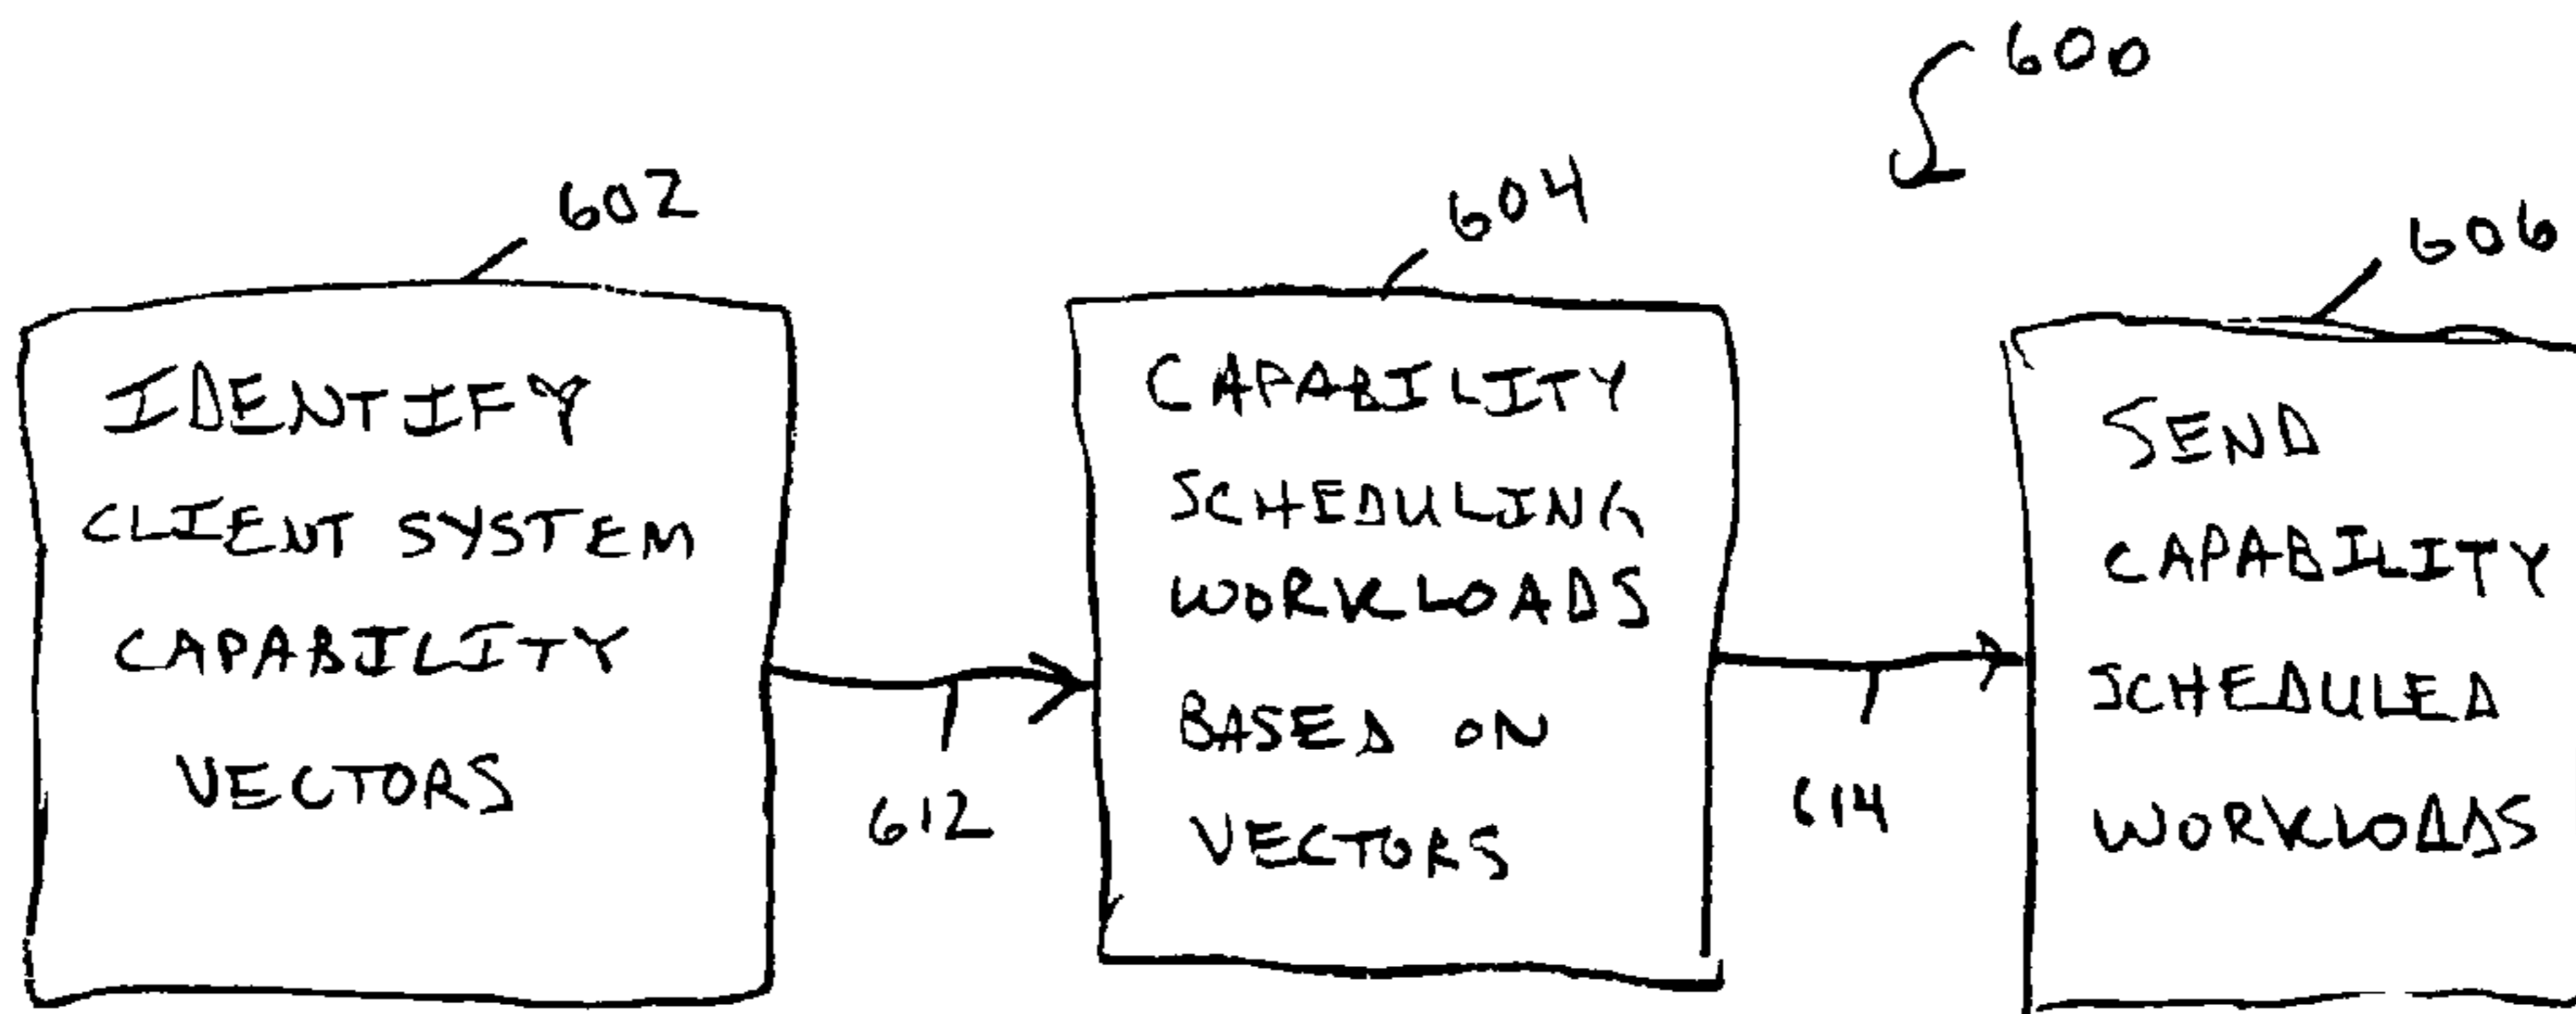 600
602
604
606
IDENTIFY
CLIENT SYSTEM
CAPABILITY
VECTORS
612
CAPABILITY
SCHEDULING
WORKLOADS
BASED ON
VECTORS
614
SEND
CAPABILITY
SCHEDULED
WORKLOADS